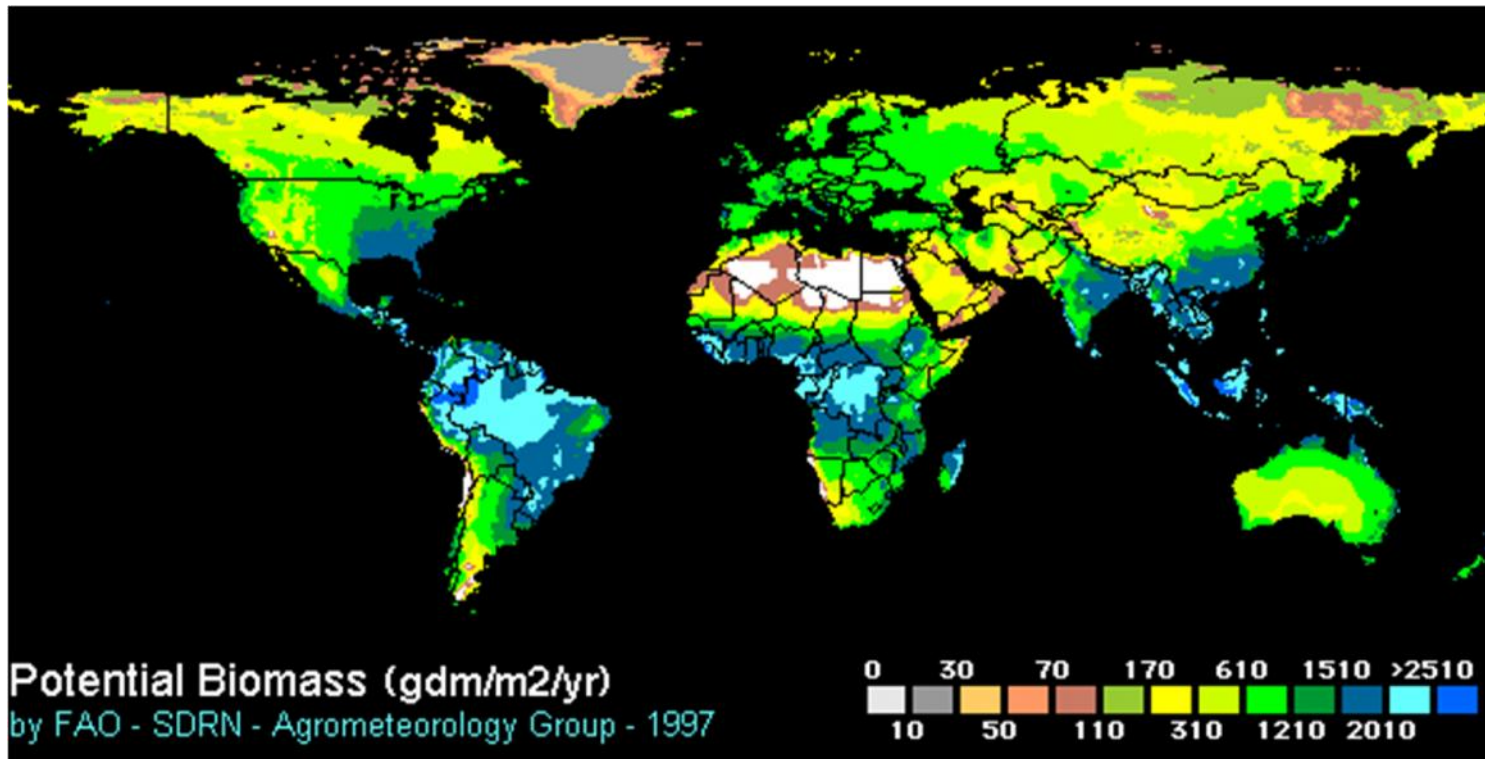 Potential Biomass (gdm/m2/yr)
by FAO - SDRN - Agrometeorology Group - 1997
0 30 70 170 610 1510 >2510
10 50 110 310 1210 2010